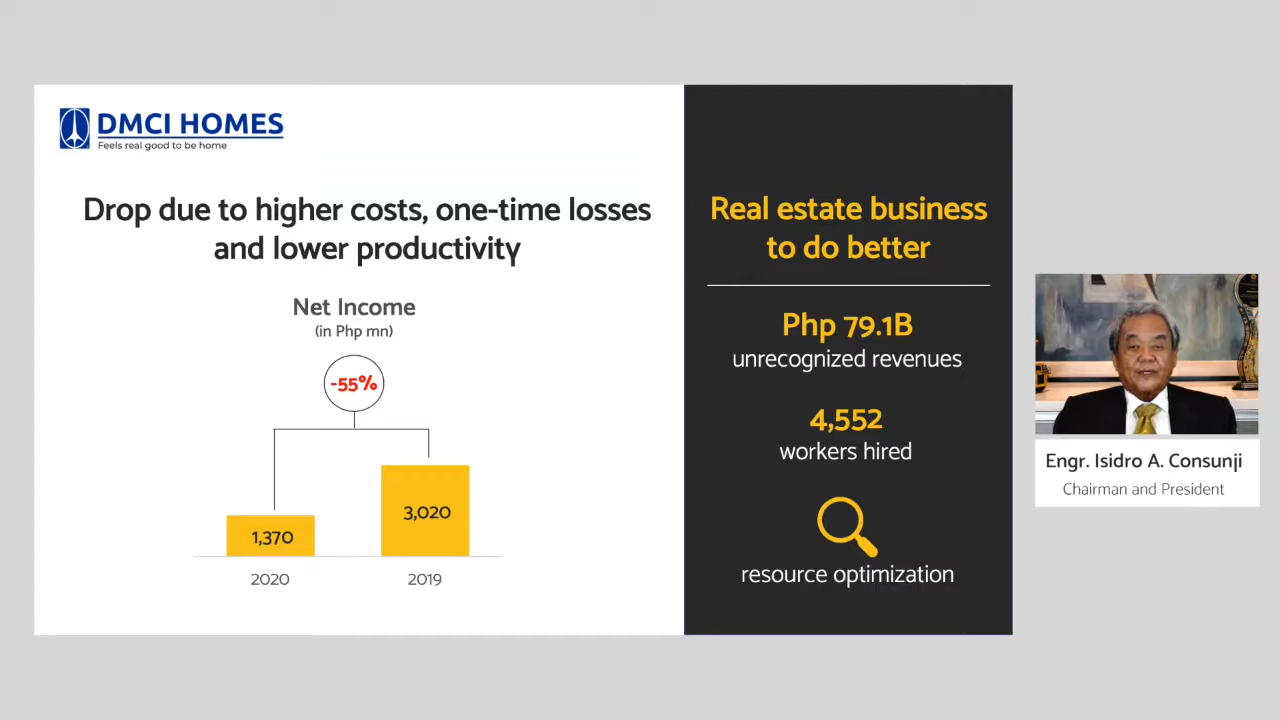 DMCI HOMES
Feels real good to be home
Drop due to higher costs, one-time losses
and lower productivity
Net Income
(in Php mn)
-55%
1,370
3,020
2020
2019
Real estate business
to do better
Php 79.1B
unrecognized revenues
4,552
workers hired
resource optimization
Engr. Isidro A. Consunji
Chairman and President